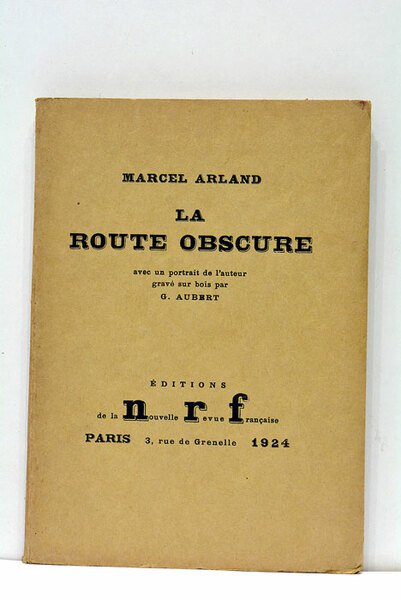 MARCEL ARLAND
LA
ROUTE OBSCURE
avec un portrait de l'auteur
gravé sur bois par
G. AUBERT
ÉDITIONS
de la nouvelle revue française
PARIS 3, rue de Grenelle 1924